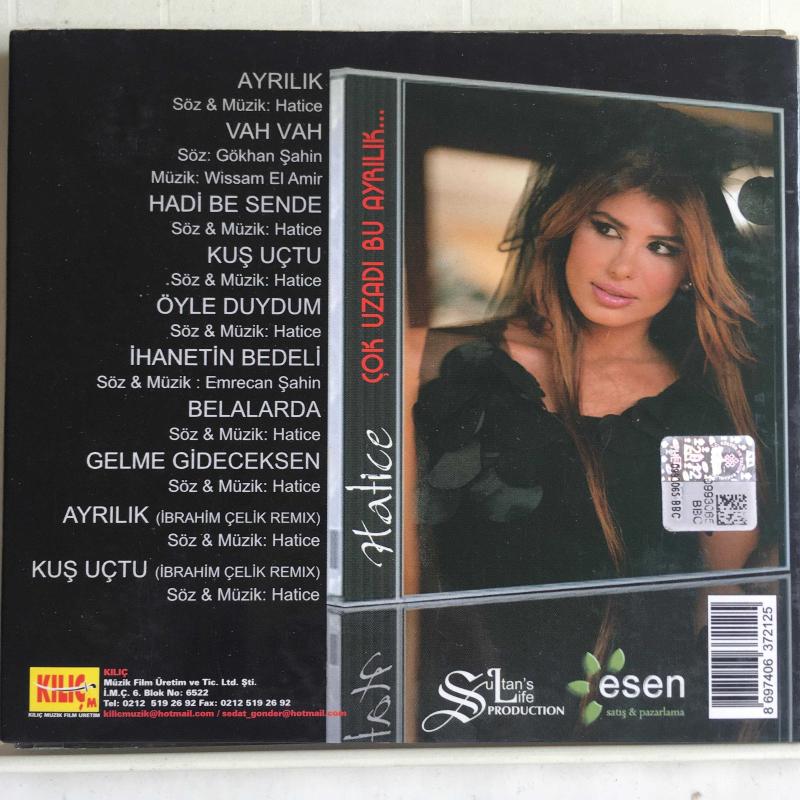 AYRILIK
Söz & Müzik: Hatice
VAH VAH
Söz: Gökhan Şahin
Müzik: Wissam El Amir
HADİ BE SENDE
Söz & Müzik: Hatice
KUŞ UÇTU
Söz & Müzik: Hatice
ÖYLE DUYDUM
Söz & Müzik: Hatice
İHANETİN BEDELİ
Söz & Müzik : Emrecan Şahin
BELALARDA
Söz & Müzik: Hatice
GELME GİDECEKSEN
Söz & Müzik: Hatice
AYRILIK (İBRAHİM ÇELİK REMIX)
Söz & Müzik: Hatice
KUŞ UÇTU (İBRAHİM ÇELİK REMIX)
Söz & Müzik: Hatice
ÇOK UZADI BU AYRILIK...
Hatice
2012
BBC
KILIÇ
M
KILIÇ MÜZİK FİLM ÜRETİM
KILIÇ
Müzik Film Üretim ve Tic. Ltd. Şti.
İ.M.Ç. 6. Blok No: 6522
Tel: 0212 519 26 92 Fax: 0212 519 26 92
kilicmuzik@hotmail.com / sedat_gonder@hotmail.com
Sultan's
Life
PRODUCTION
esen
satış & pazarlama
8 697406 372125